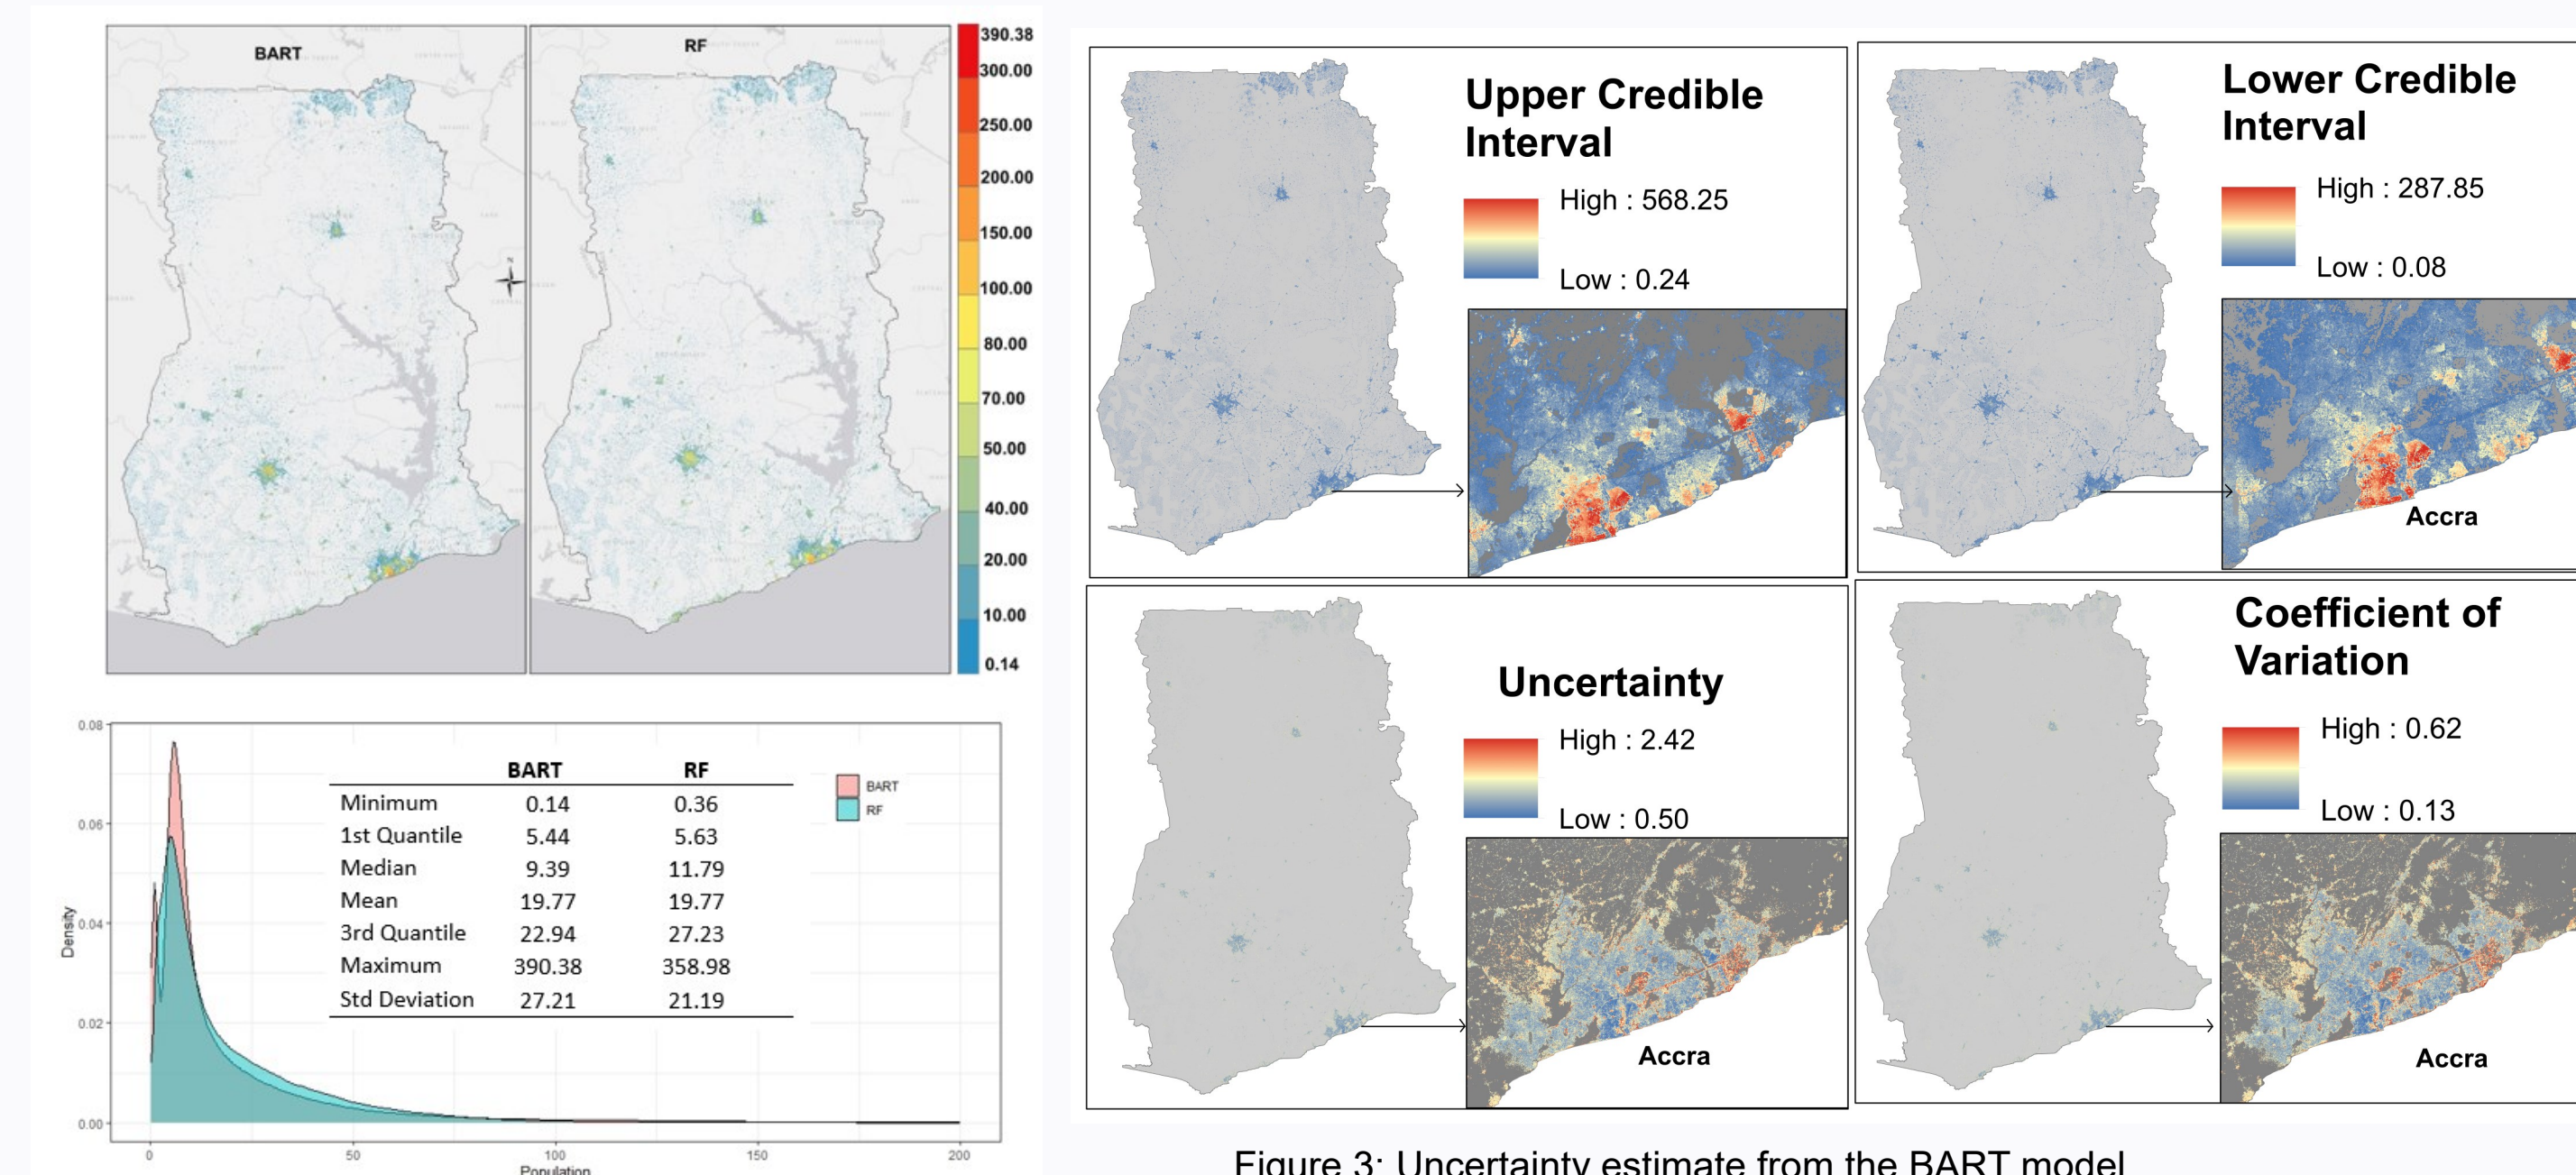 BART
RF
390.38
300.00
250.00
200.00
150.00
100.00
80.00
70.00
50.00
40.00
20.00
10.00
0.14
N
0.08
0.06
0.04
0.02
0.00
Density
BART RF
Minimum 0.14 0.36
1st Quantile 5.44 5.63
Median 9.39 11.79
Mean 19.77 19.77
3rd Quantile 22.94 27.23
Maximum 390.38 358.98
Std Deviation 27.21 21.19
BART
RF
0 50 100 150 200
Population
Upper Credible
Interval
High : 568.25
Low : 0.24
Lower Credible
Interval
High : 287.85
Low : 0.08
Accra
Uncertainty
High : 2.42
Low : 0.50
Accra
Coefficient of
Variation
High : 0.62
Low : 0.13
Accra
Figure 3: Uncertainty estimate from the BART model